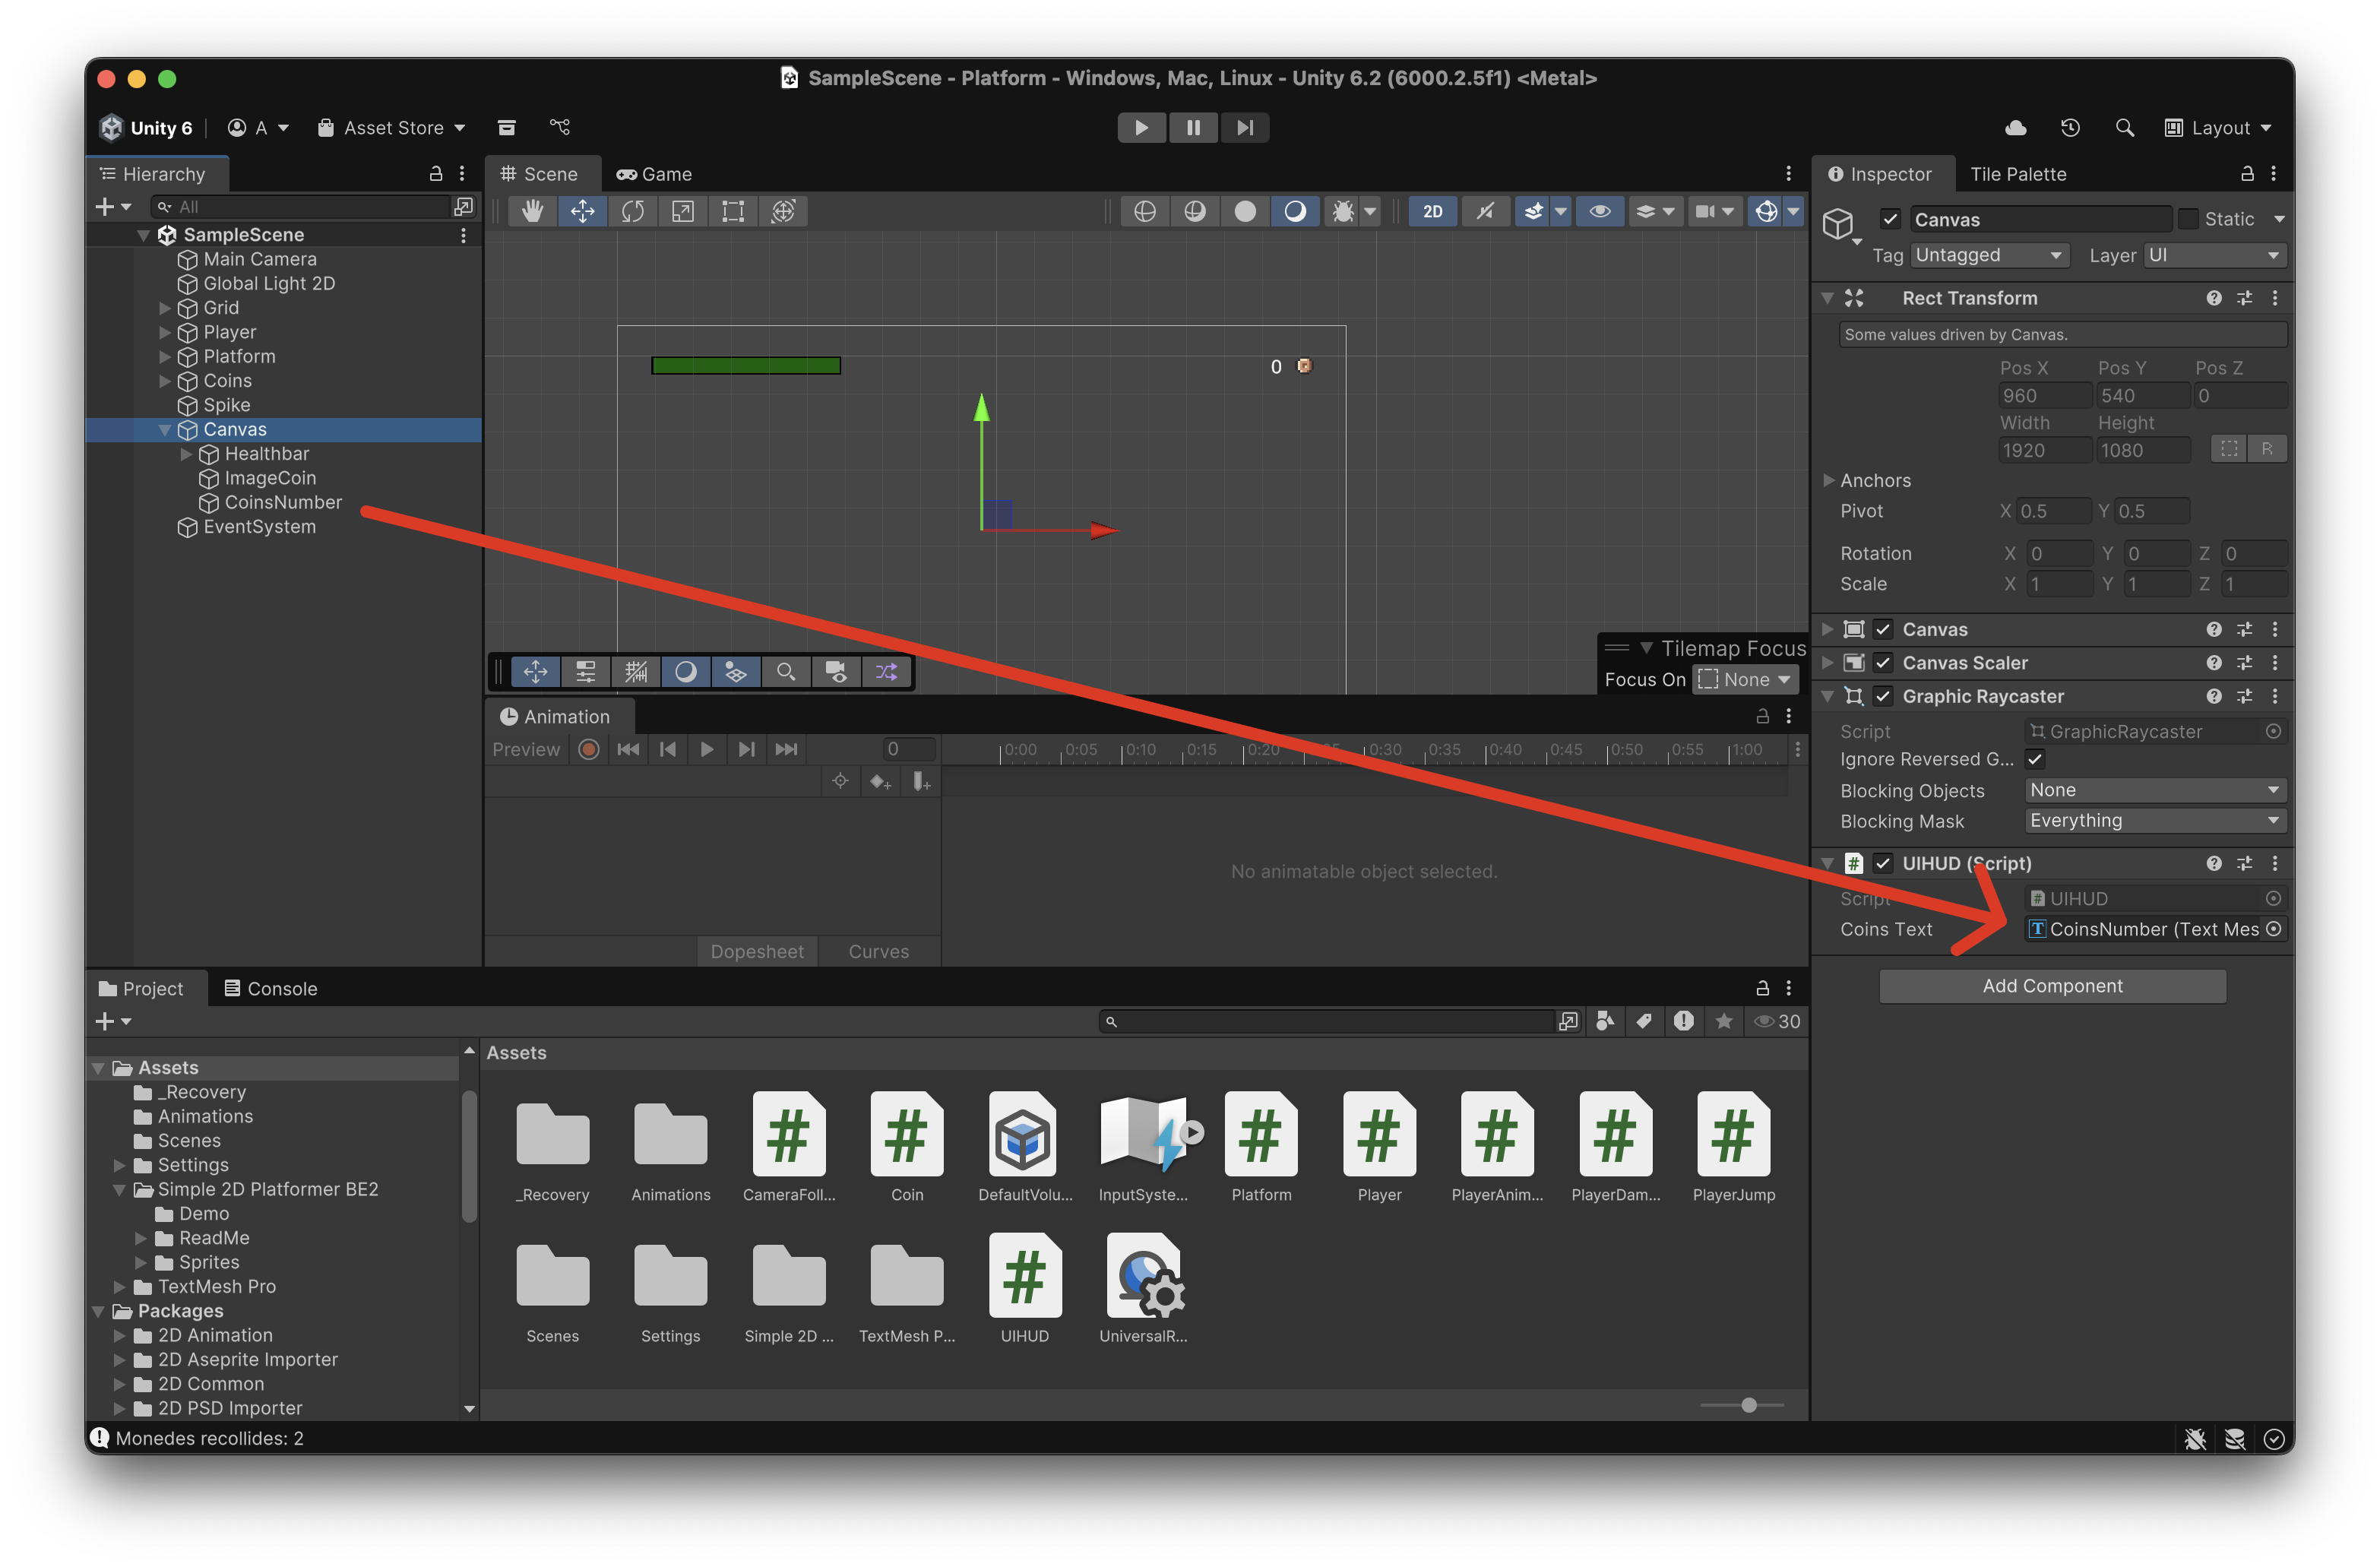 SampleScene - Platform - Windows, Mac, Linux - Unity 6.2 (6000.2.5f1) <Metal>
Unity 6
A
Asset Store
Layout
Hierarchy
All
SampleScene
Main Camera
Global Light 2D
Grid
Player
Platform
Coins
Spike
Canvas
Healthbar
ImageCoin
CoinsNumber
EventSystem
Scene
Game
2D
0
Tilemap Focus
Focus On
None
Animation
Preview
0
0:00
0:05
0:10
0:15
0:20
0:30
0:35
0:40
0:45
0:50
0:55
1:00
No animatable object selected.
Dopesheet
Curves
Inspector
Tile Palette
Canvas
Static
Tag
Untagged
Layer
UI
Rect Transform
Some values driven by Canvas.
Pos X
Pos Y
Pos Z
960
540
0
Width
Height
1920
1080
R
Anchors
Pivot
X 0.5
Y 0.5
Rotation
X 0
Y 0
Z 0
Scale
X 1
Y 1
Z 1
Canvas
Canvas Scaler
Graphic Raycaster
Script
GraphicRaycaster
Ignore Reversed G...
Blocking Objects
None
Blocking Mask
Everything
# UIHUD (Script)
Script
UIHUD
Coins Text
CoinsNumber (Text Mes
Add Component
Project
Console
30
Assets
_Recovery
Animations
Scenes
Settings
Simple 2D Platformer BE2
Demo
ReadMe
Sprites
TextMesh Pro
Packages
2D Animation
2D Aseprite Importer
2D Common
2D PSD Importer
Assets
_Recovery
Animations
CameraFoll...
Coin
DefaultVolu...
InputSyste...
Platform
Player
PlayerAnim...
PlayerDam...
PlayerJump
Scenes
Settings
Simple 2D ...
TextMesh P...
UIHUD
UniversalR...
Monedes recollides: 2